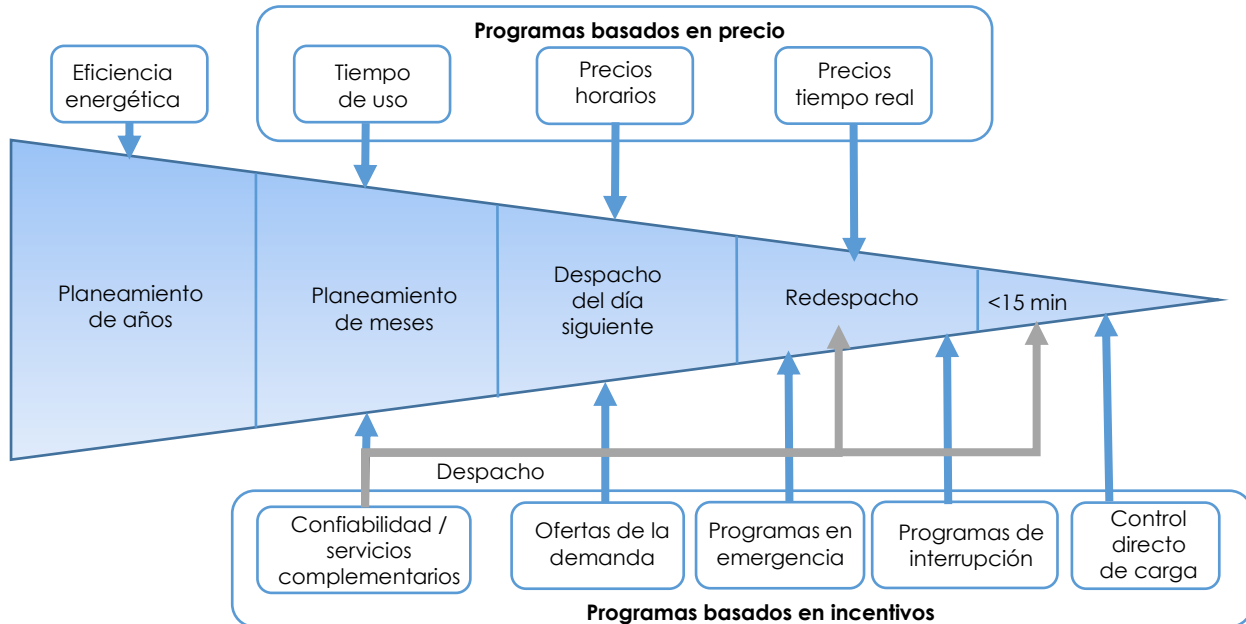 Programas basados en precio
Eficiencia
energética
Tiempo
de uso
Precios
horarios
Precios
tiempo real
Planeamiento
de años
Planeamiento
de meses
Despacho
del día
siguiente
Redespacho
<15 min
Despacho
Confiabilidad /
servicios
complementarios
Ofertas de la
demanda
Programas en
emergencia
Programas de
interrupción
Control
directo
de carga
Programas basados en incentivos